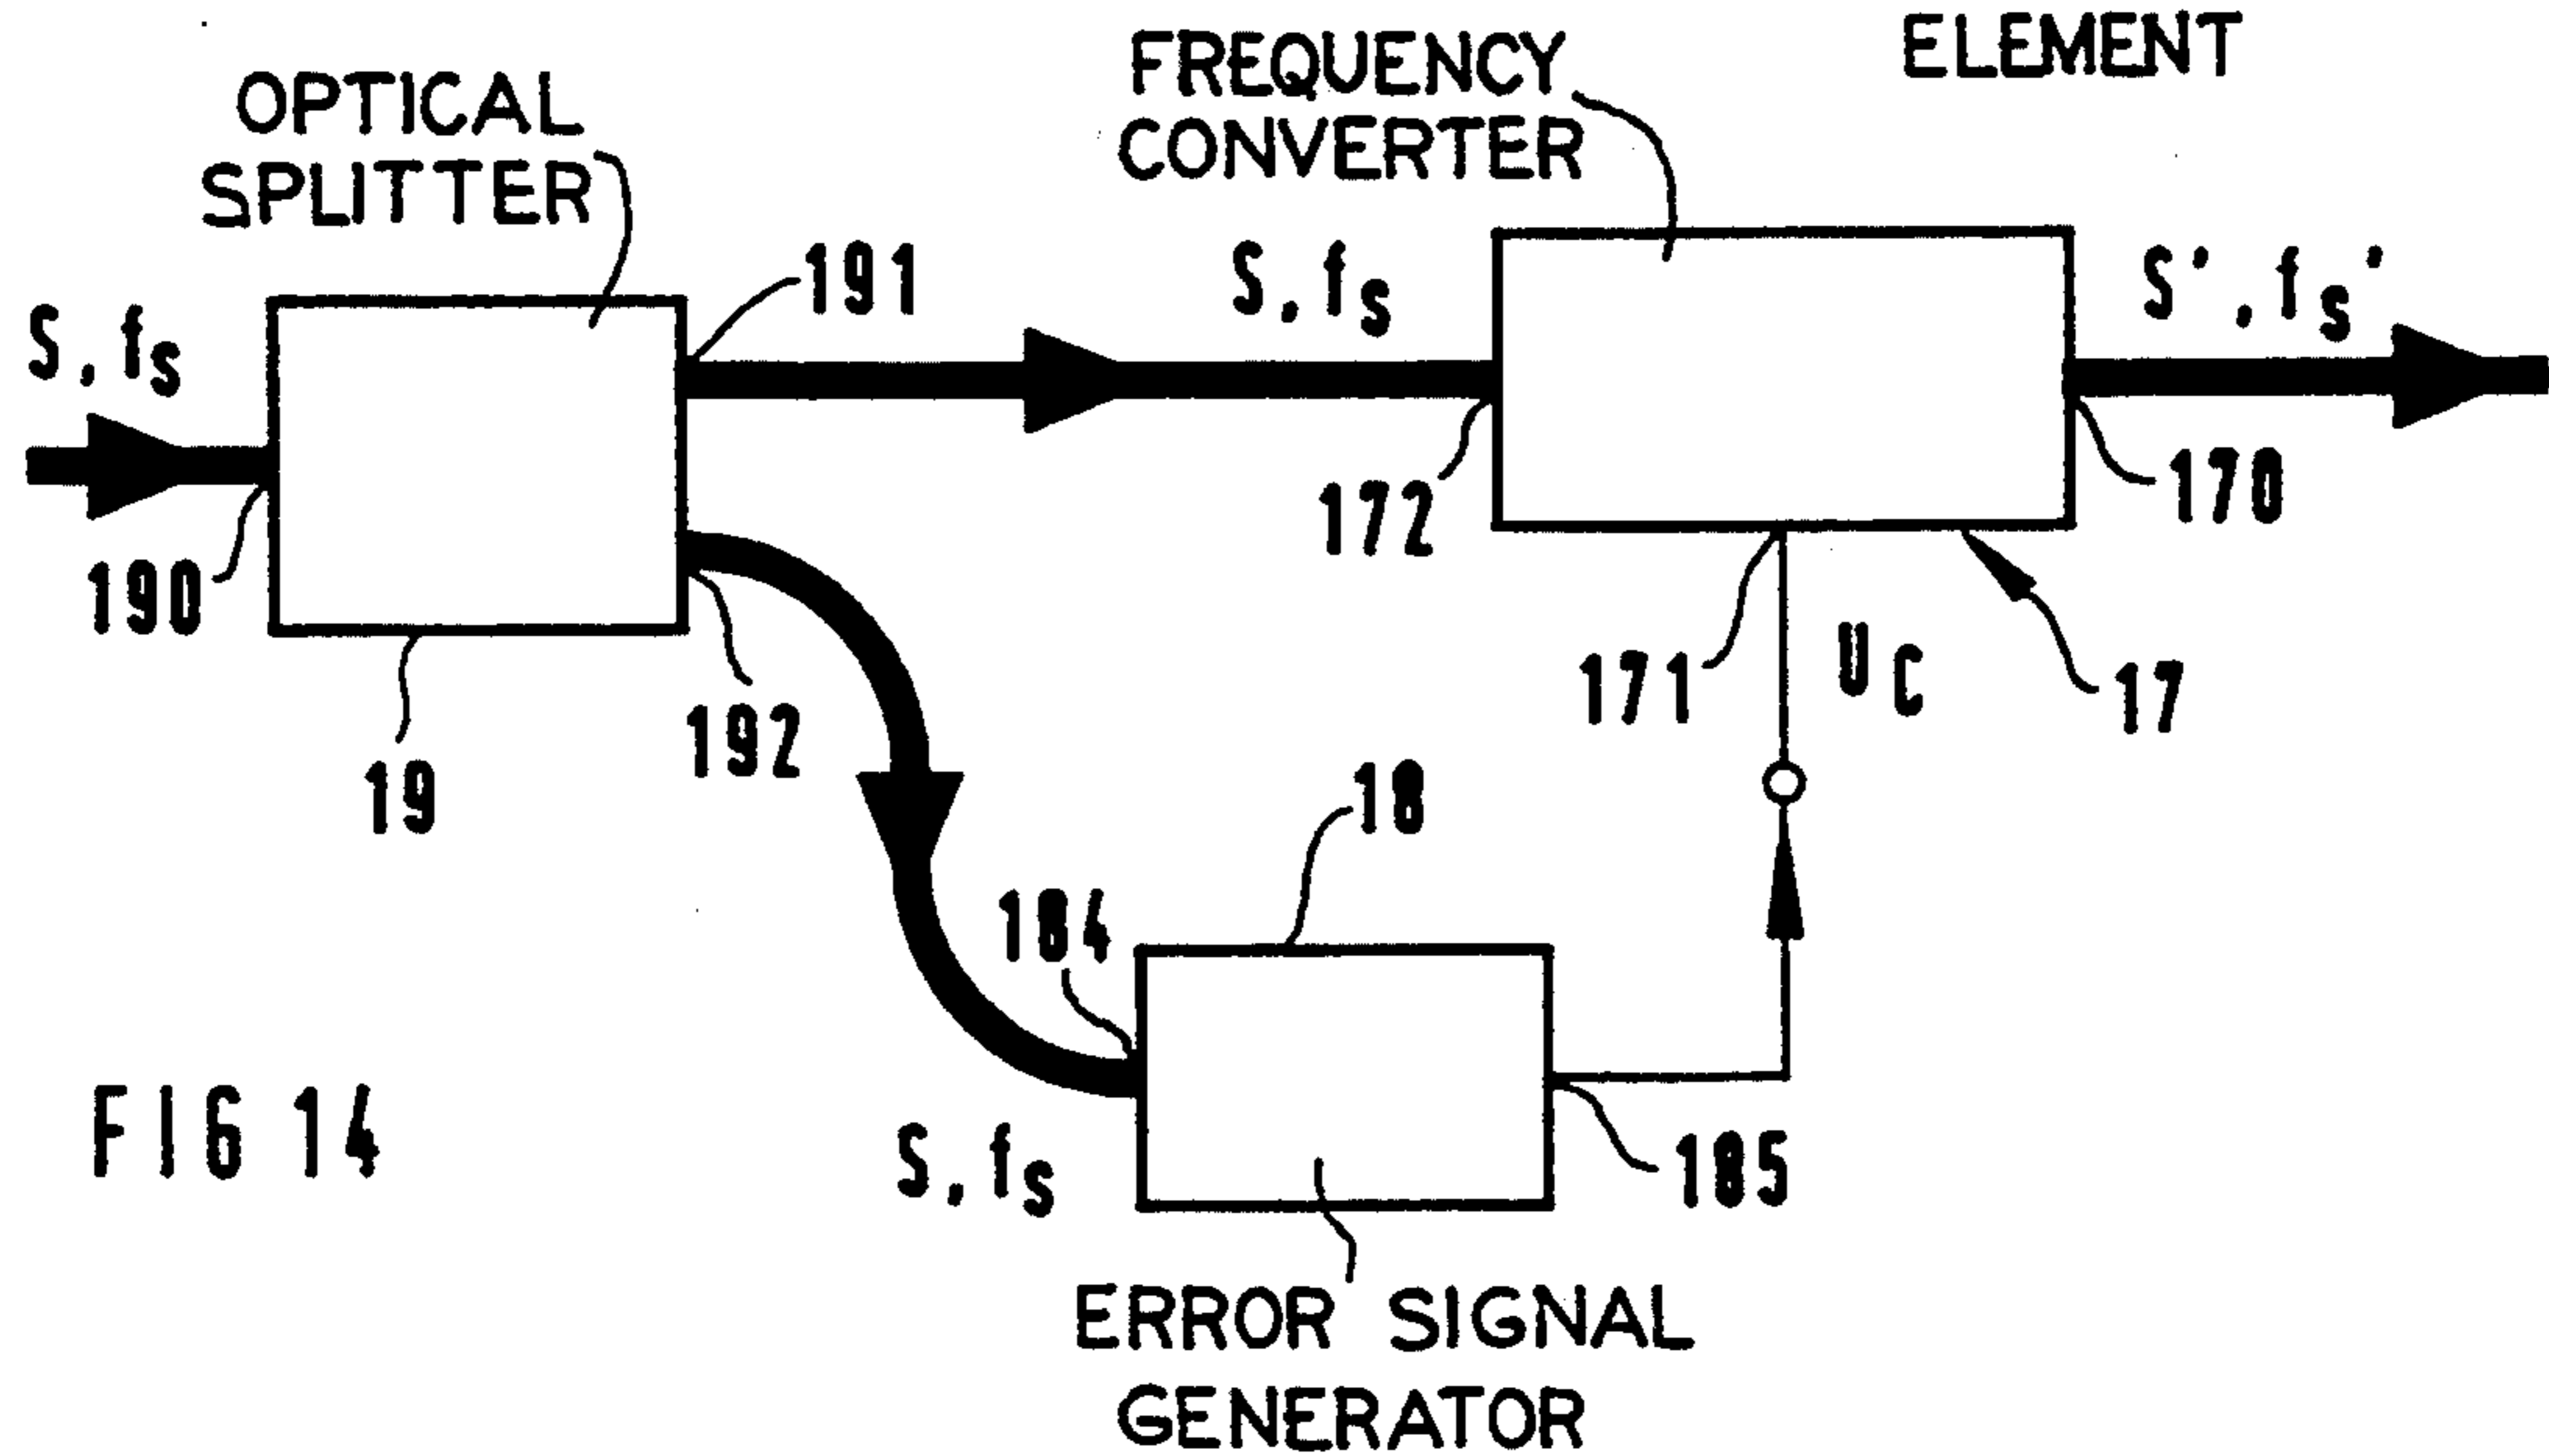 ELEMENT
FREQUENCY
CONVERTER
OPTICAL
SPLITTER
S, fs
190
19
191
192
S, fs
172
S', fs'
170
171
UC
17
18
184
S, fs
185
ERROR SIGNAL
GENERATOR
FIG 14